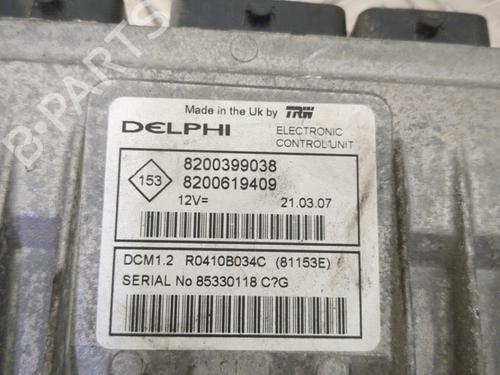 B-PARTS
Made in the Uk by TRW
DELPHI
ELECTRONIC
CONTROL UNIT
153
8200399038
8200619409
12V= 21.03.07
DCM1.2 R0410B034C (81153E)
SERIAL No 85330118 C?G